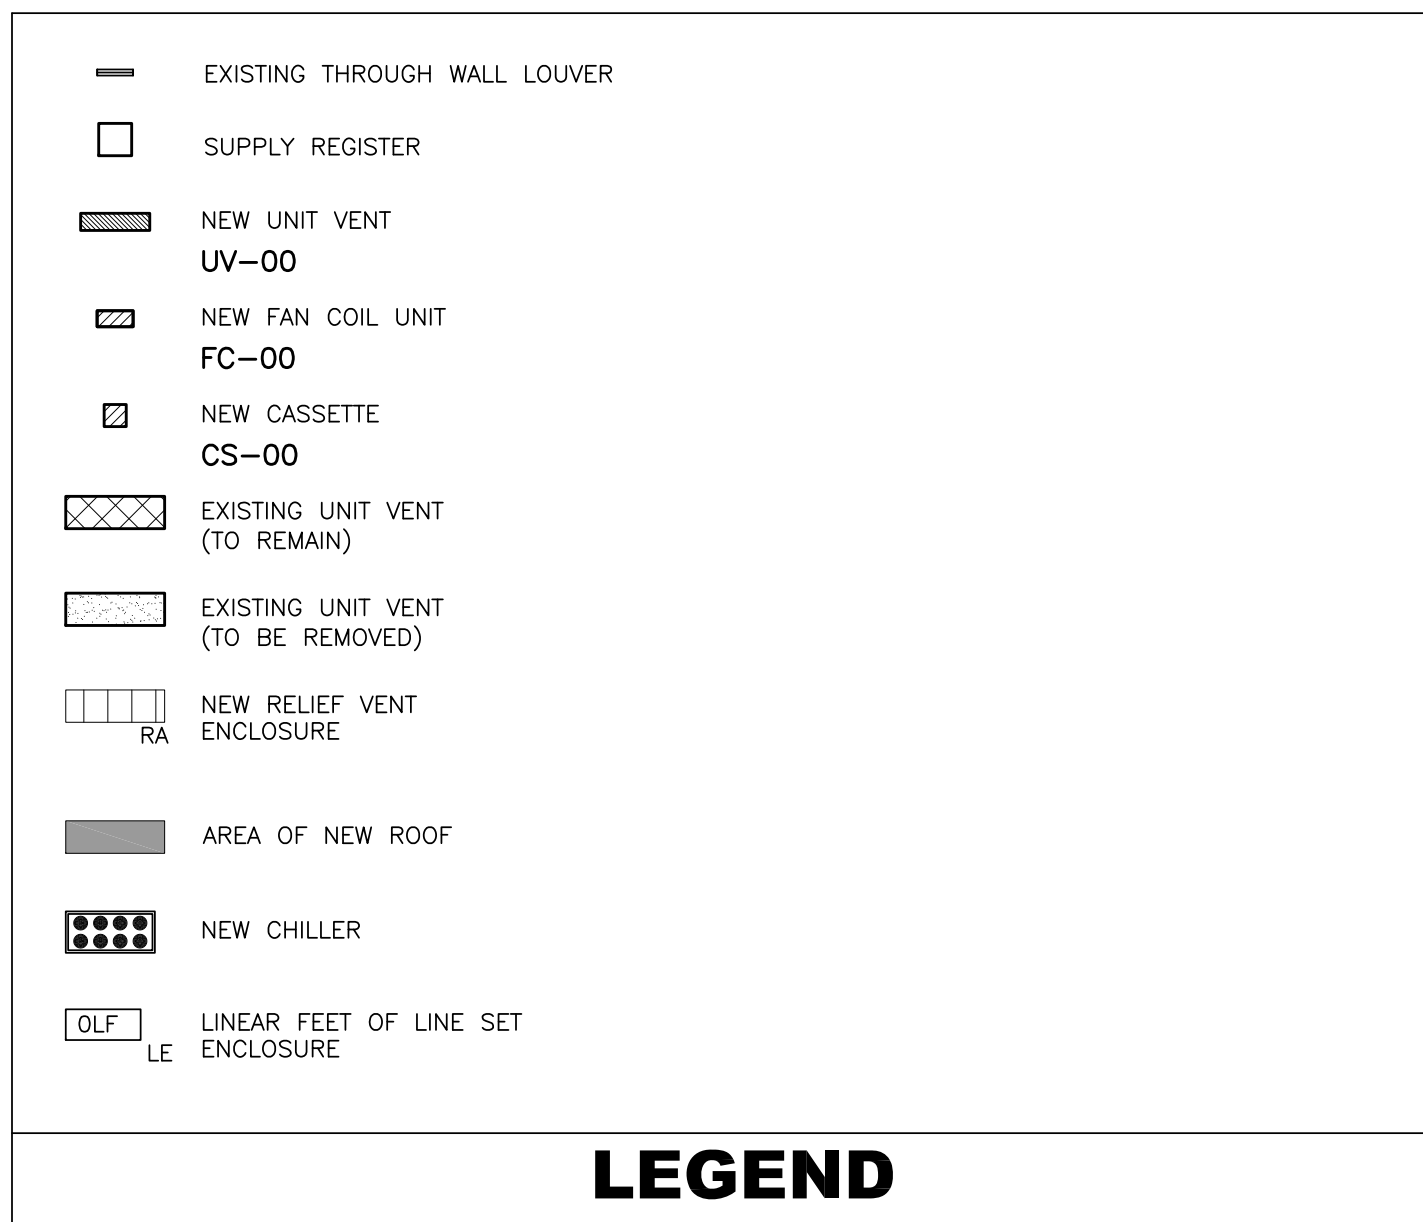 EXISTING THROUGH WALL LOUVER
SUPPLY REGISTER
NEW UNIT VENT
UV-00
NEW FAN COIL UNIT
FC-00
NEW CASSETTE
CS-00
EXISTING UNIT VENT
(TO REMAIN)
EXISTING UNIT VENT
(TO BE REMOVED)
NEW RELIEF VENT
ENCLOSURE
RA
AREA OF NEW ROOF
NEW CHILLER
0LF
LINEAR FEET OF LINE SET
ENCLOSURE
LE
LEGEND